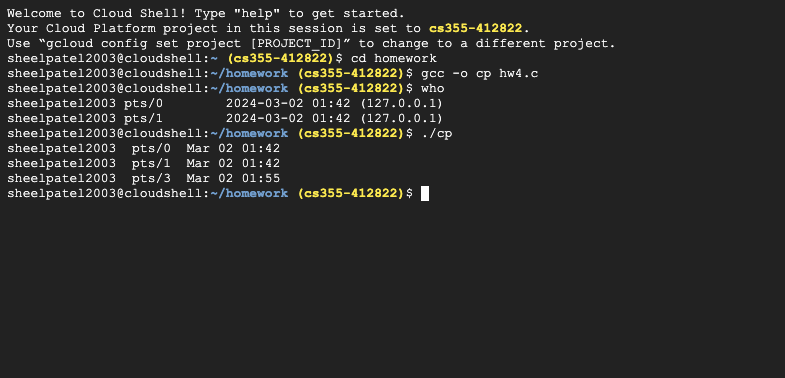 Welcome to Cloud Shell! Type "help" to get started.
Your Cloud Platform project in this session is set to cs355-412822.
Use “gcloud config set project [PROJECT_ID]” to change to a different project.
sheelpatel2003@cloudshell:~ (cs355-412822)$ cd homework
sheelpatel2003@cloudshell:~/homework (cs355-412822)$ gcc -o cp hw4.c
sheelpatel2003@cloudshell:~/homework (cs355-412822)$ who
sheelpatel2003 pts/0        2024-03-02 01:42 (127.0.0.1)
sheelpatel2003 pts/1        2024-03-02 01:42 (127.0.0.1)
sheelpatel2003@cloudshell:~/homework (cs355-412822)$ ./cp
sheelpatel2003  pts/0  Mar 02 01:42
sheelpatel2003  pts/1  Mar 02 01:42
sheelpatel2003  pts/3  Mar 02 01:55
sheelpatel2003@cloudshell:~/homework (cs355-412822)$